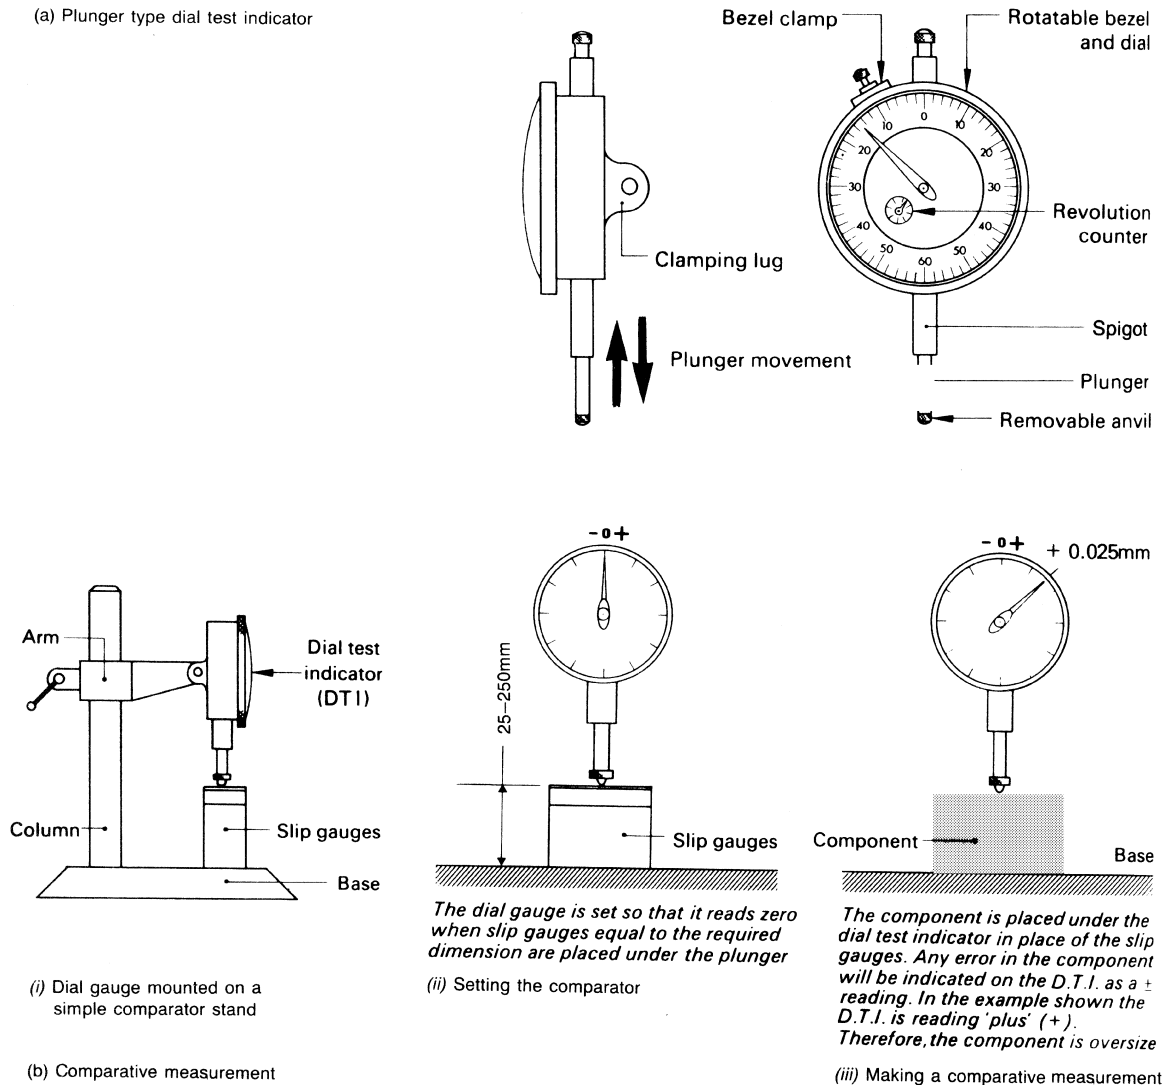 (a) Plunger type dial test indicator
Bezel clamp
Rotatable bezel
and dial
0
10
10
20
20
30
30
40
40
50
50
60
Revolution
counter
Clamping lug
Spigot
Plunger movement
Plunger
Removable anvil
Arm
Dial test
indicator
(DTI)
Column
Slip gauges
Base
(i) Dial gauge mounted on a
simple comparator stand
(b) Comparative measurement
- 0 +
25–250mm
Slip gauges
The dial gauge is set so that it reads zero
when slip gauges equal to the required
dimension are placed under the plunger
(ii) Setting the comparator
- 0 +
+ 0.025mm
Component
Base
The component is placed under the
dial test indicator in place of the slip
gauges. Any error in the component
will be indicated on the D.T.I. as a ±
reading. In the example shown the
D.T.I. is reading 'plus' (+).
Therefore, the component is oversize
(iii) Making a comparative measurement